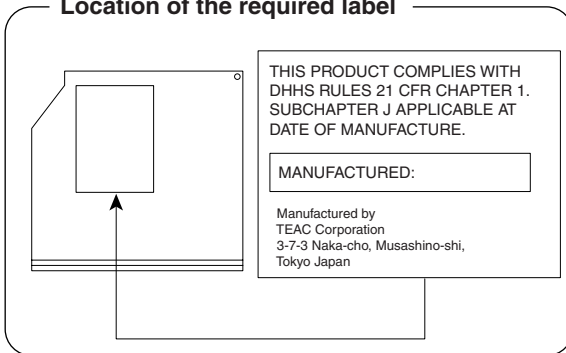 Location of the required label
THIS PRODUCT COMPLIES WITH
DHHS RULES 21 CFR CHAPTER 1.
SUBCHAPTER J APPLICABLE AT
DATE OF MANUFACTURE.
MANUFACTURED:
Manufactured by
TEAC Corporation
3-7-3 Naka-cho, Musashino-shi,
Tokyo Japan